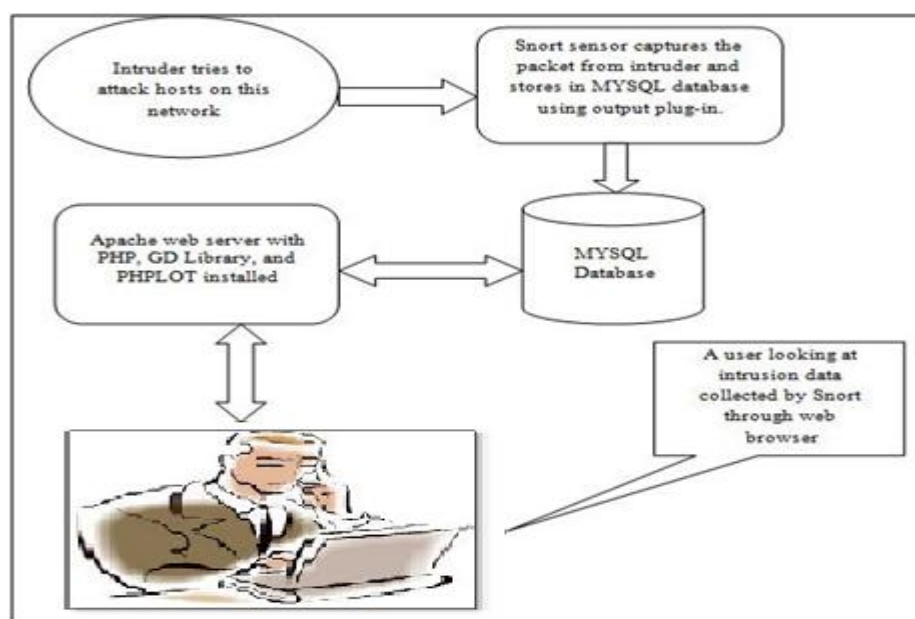 Intruder tries to
attack hosts on this
network
Snort sensor captures the
packet from intruder and
stores in MYSQL database
using output plug-in.
Apache web server with
PHP, GD Library, and
PHPLOT installed
MYSQL
Database
A user looking at
intrusion data
collected by Snort
through web
browser